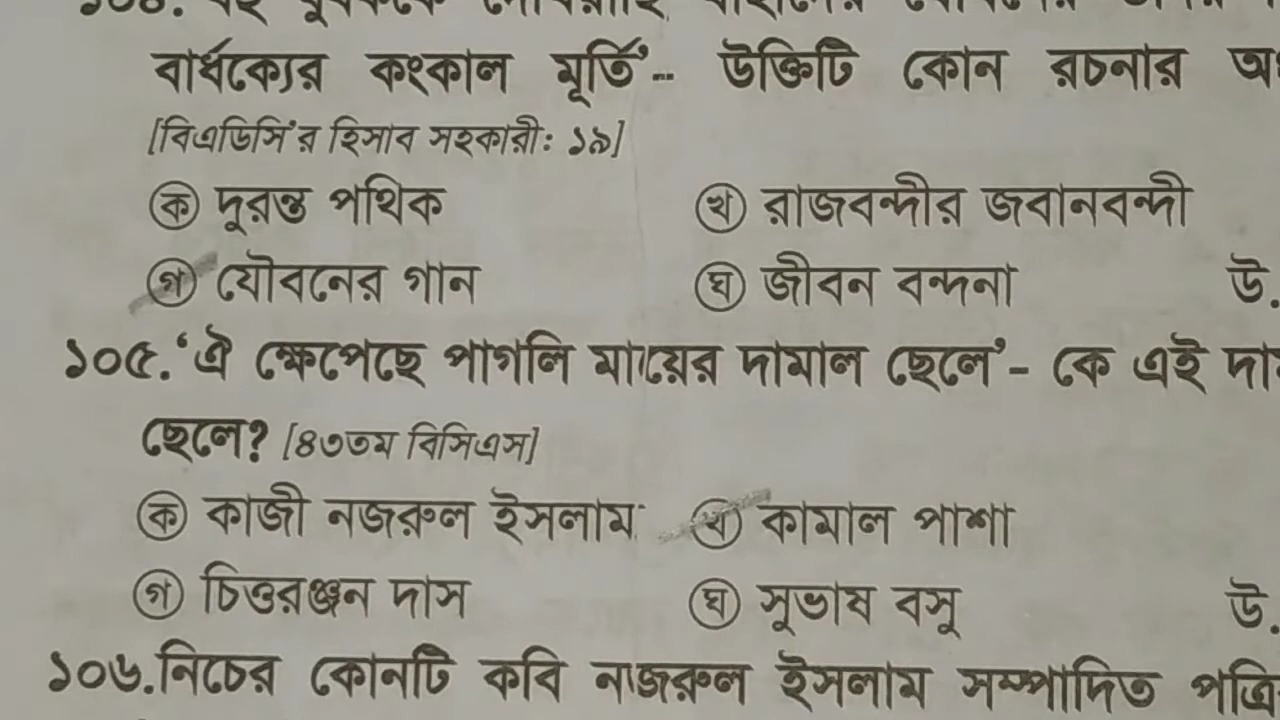 বার্ধক্যের কংকাল মূর্তি'- উক্তিটি কোন রচনার
[বিএডিসি'র হিসাব সহকারী: ১৯]
ক দুরন্ত পথিক খ রাজবন্দীর জবানবন্দী
গ যৌবনের গান ঘ জীবন বন্দনা উ.
১০৫. 'ঐ ক্ষেপেছে পাগলি মায়ের দামাল ছেলে'- কে এই
ছেলে? [৪৩তম বিসিএস]
ক কাজী নজরুল ইসলাম খ কামাল পাশা
গ চিত্তরঞ্জন দাস ঘ সুভাষ বসু উ.
১০৬. নিচের কোনটি কবি নজরুল ইসলাম সম্পাদিত